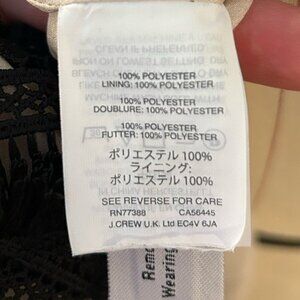 100% POLYESTER
LINING: 100% POLYESTER
100% POLYESTER
DOUBLURE: 100% POLYESTER
100% POLYESTER
FUTTER: 100% POLYESTER
ポリエステル 100%
ライニング:
ポリエステル 100%
SEE REVERSE FOR CARE
RN77388 CA56445
J.CREW U.K. Ltd EC4V 6JA
Wearing